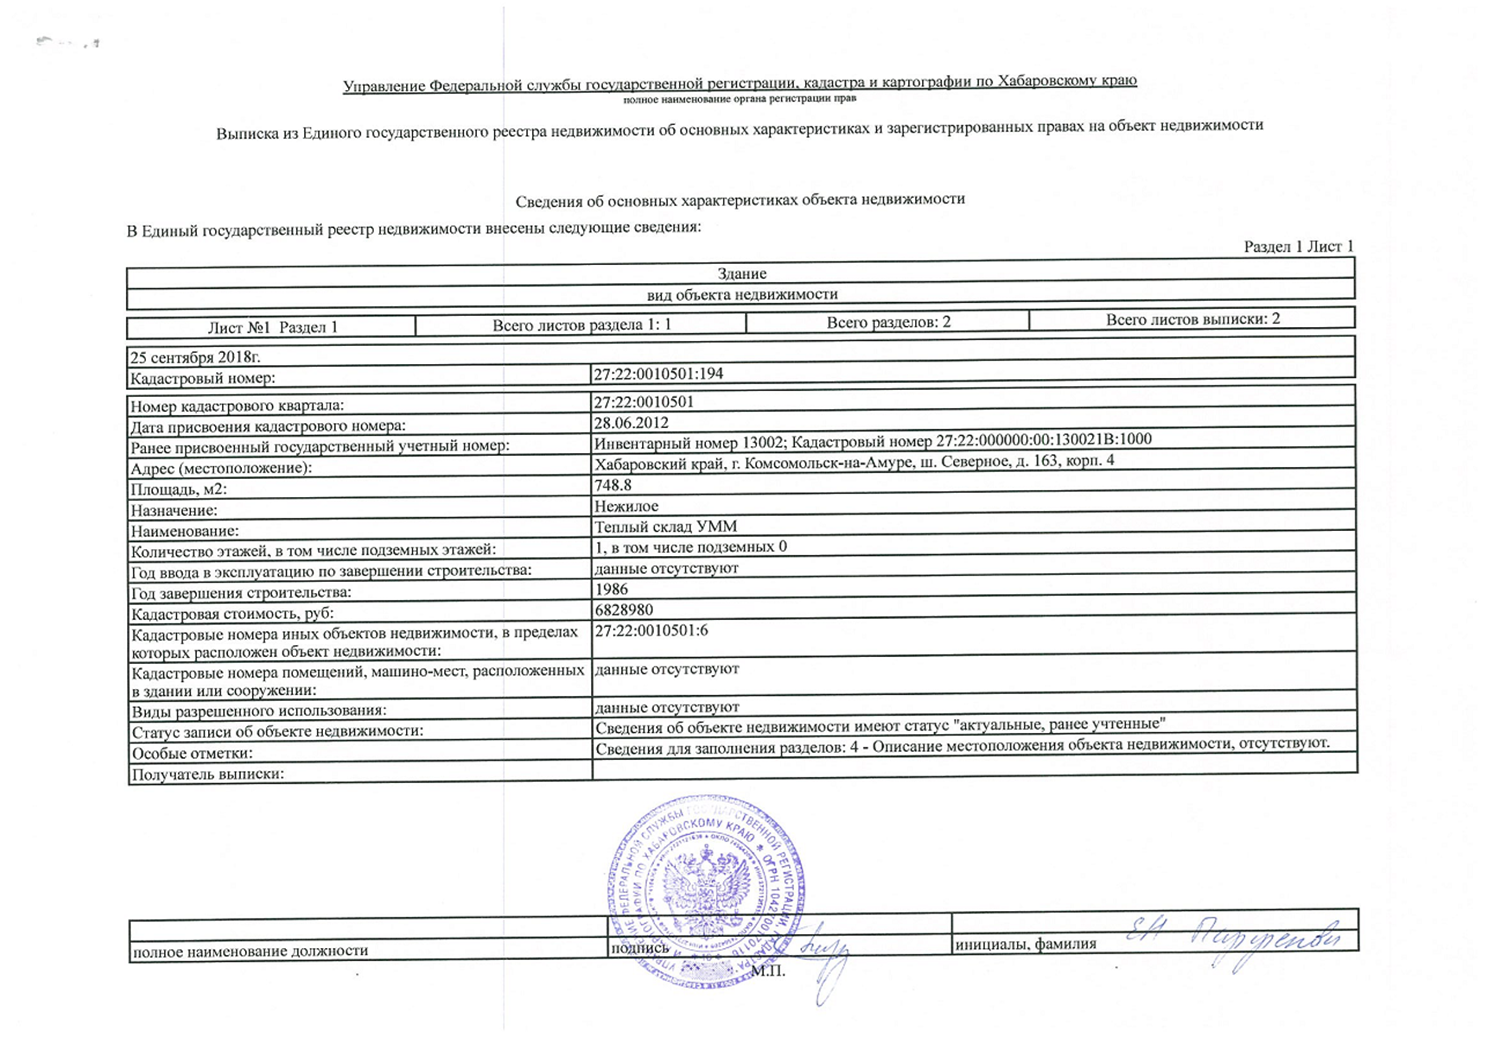 Управление Федеральной службы государственной регистрации, кадастра и картографии по Хабаровскому краю
полное наименование органа регистрации прав
Выписка из Единого государственного реестра недвижимости об основных характеристиках и зарегистрированных правах на объект недвижимости
Сведения об основных характеристиках объекта недвижимости
В Единый государственный реестр недвижимости внесены следующие сведения:
Раздел 1 Лист 1
Здание
вид объекта недвижимости
Лист №1 Раздел 1 Всего листов раздела 1: 1 Всего разделов: 2 Всего листов выписки: 2
25 сентября 2018г.
Кадастровый номер: 27:22:0010501:194
Номер кадастрового квартала: 27:22:0010501
Дата присвоения кадастрового номера: 28.06.2012
Ранее присвоенный государственный учетный номер: Инвентарный номер 13002; Кадастровый номер 27:22:000000:00:130021В:1000
Адрес (местоположение): Хабаровский край, г. Комсомольск-на-Амуре, ш. Северное, д. 163, корп. 4
Площадь, м2: 748.8
Назначение: Нежилое
Наименование: Теплый склад УММ
Количество этажей, в том числе подземных этажей: 1, в том числе подземных 0
Год ввода в эксплуатацию по завершении строительства: данные отсутствуют
Год завершения строительства: 1986
Кадастровая стоимость, руб: 6828980
Кадастровые номера иных объектов недвижимости, в пределах 27:22:0010501:6
которых расположен объект недвижимости:
Кадастровые номера помещений, машино-мест, расположенных данные отсутствуют
в здании или сооружении:
Виды разрешенного использования: данные отсутствуют
Статус записи об объекте недвижимости: Сведения об объекте недвижимости имеют статус "актуальные, ранее учтенные"
Особые отметки: Сведения для заполнения разделов: 4 - Описание местоположения объекта недвижимости, отсутствуют.
Получатель выписки:
УПРАВЛЕНИЕ ФЕДЕРАЛЬНОЙ СЛУЖБЫ ГОСУДАРСТВЕННОЙ РЕГИСТРАЦИИ, КАДАСТРА
И КАРТОГРАФИИ ПО ХАБАРОВСКОМУ КРАЮ
полное наименование должности подпись инициалы, фамилия
М.П.